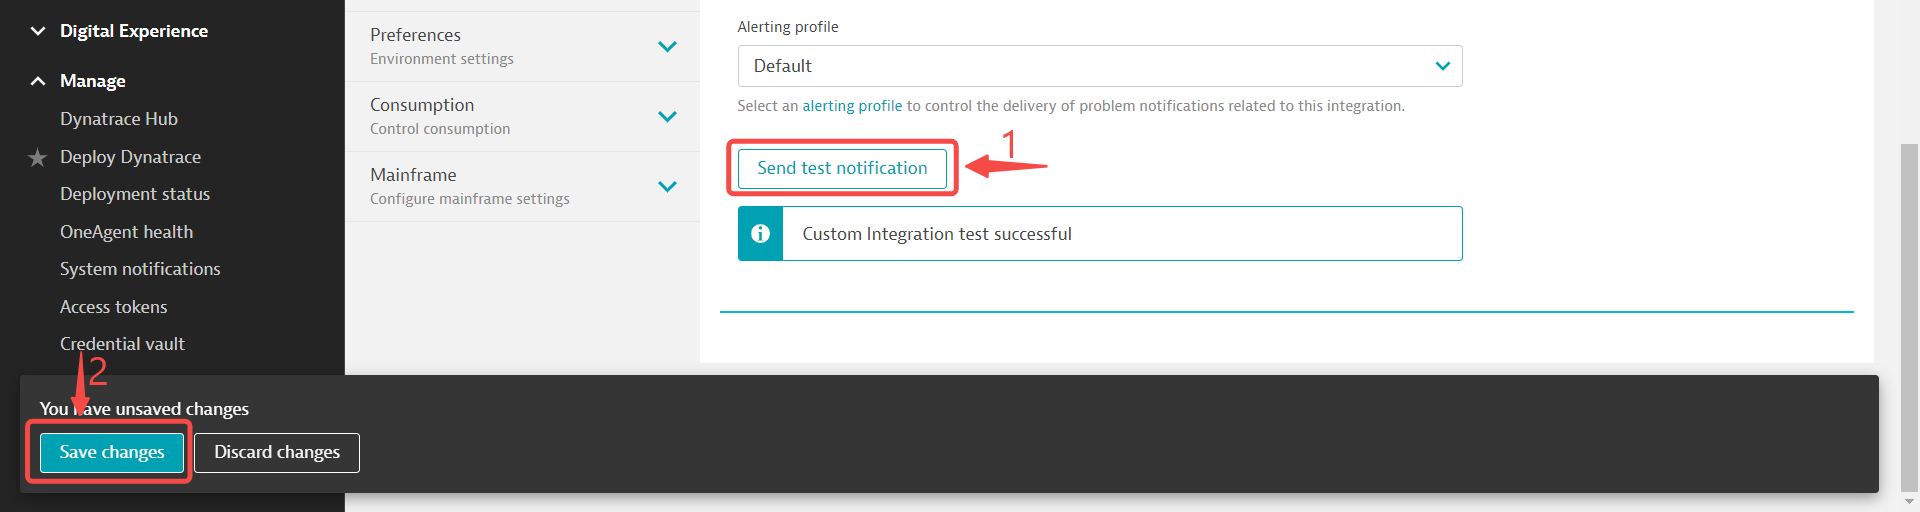 Digital Experience
Manage
Dynatrace Hub
Deploy Dynatrace
Deployment status
OneAgent health
System notifications
Access tokens
Credential vault
Preferences
Environment settings
Consumption
Control consumption
Mainframe
Configure mainframe settings
Alerting profile
Default
Select an alerting profile to control the delivery of problem notifications related to this integration.
Send test notification
1
Custom Integration test successful
2
You have unsaved changes
Save changes
Discard changes